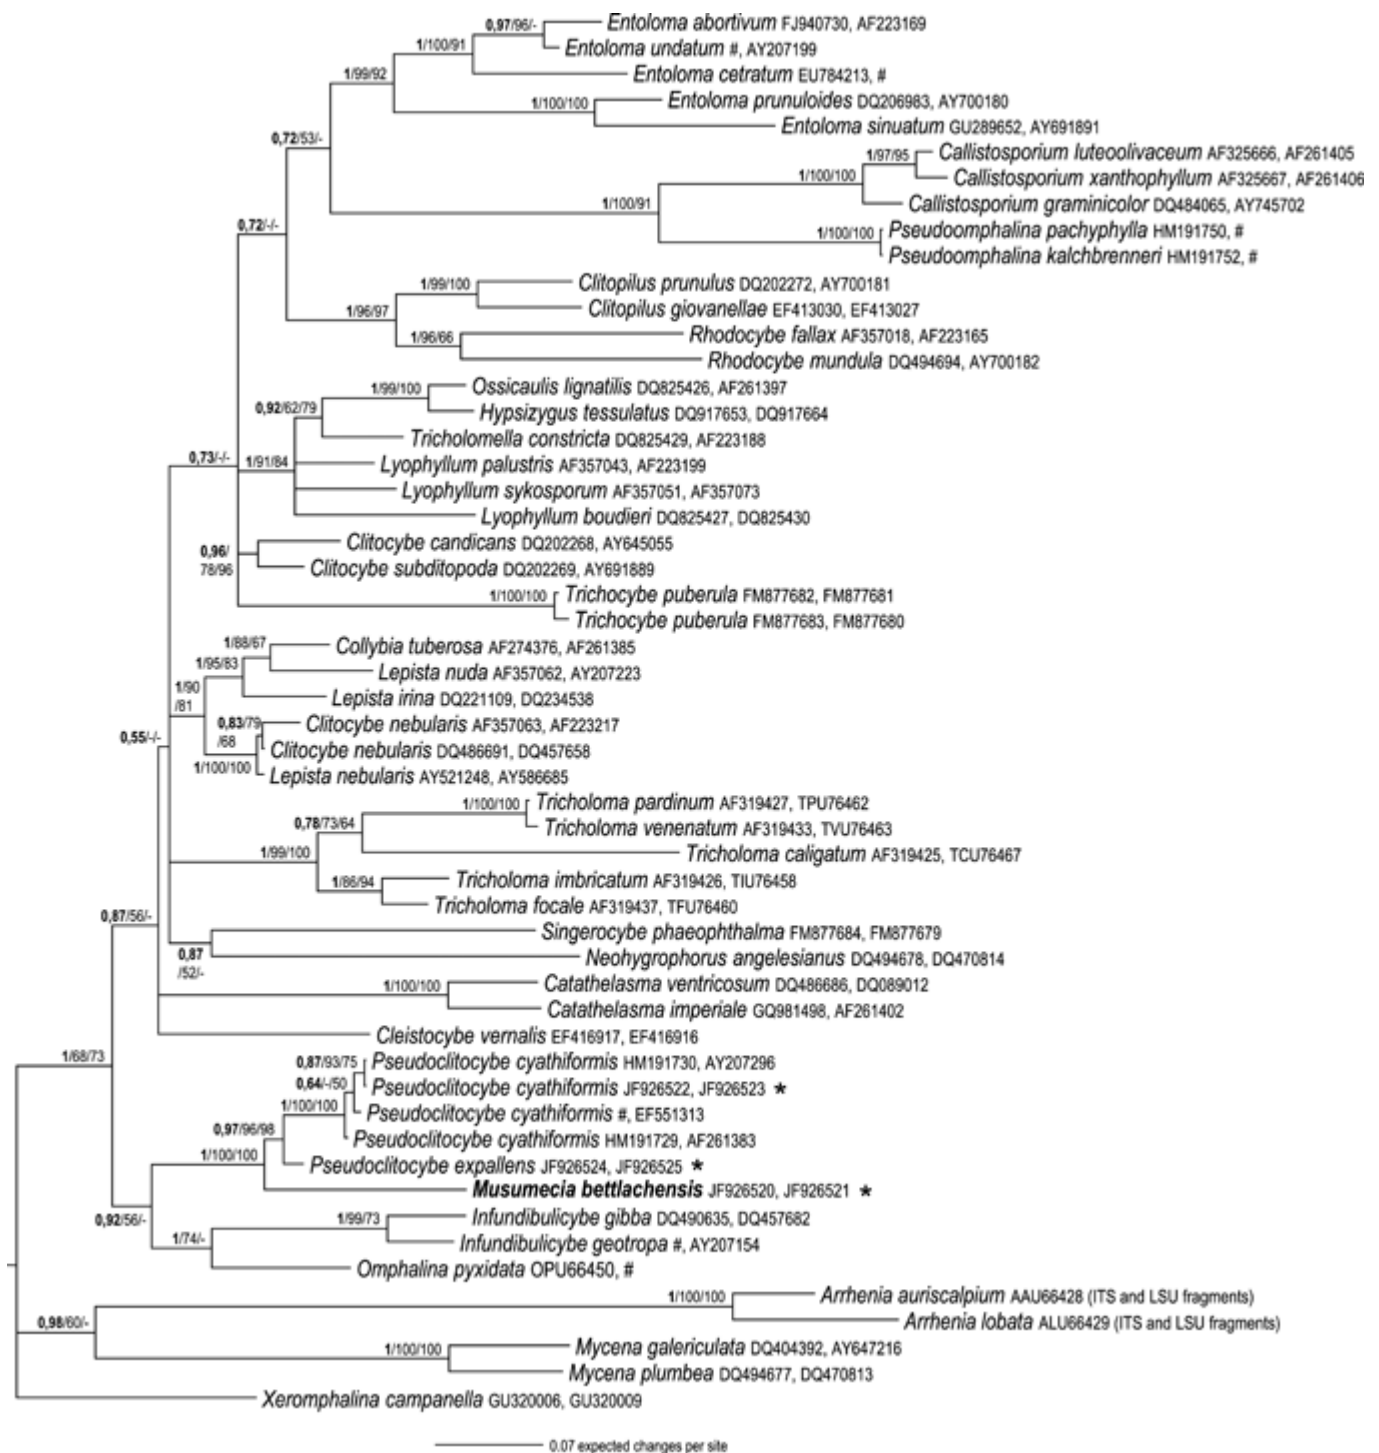 0,97/96/-
Entoloma abortivum FJ940730, AF223169
1/100/91
Entoloma undatum #, AY207199
1/99/92
Entoloma cetratum EU784213, #
1/100/100
Entoloma prunuloides DQ206983, AY700180
Entoloma sinuatum GU289652, AY691891
0,72/53/-
1/97/95
Callistosporium luteoolivaceum AF325666, AF261405
1/100/100
Callistosporium xanthophyllum AF325667, AF261406
1/100/91
Callistosporium graminicolor DQ484065, AY745702
0,72/-/-
1/100/100
Pseudoomphalina pachyphylla HM191750, #
Pseudoomphalina kalchbrenneri HM191752, #
1/99/100
Clitopilus prunulus DQ202272, AY700181
1/96/97
Clitopilus giovanellae EF413030, EF413027
1/96/66
Rhodocybe fallax AF357018, AF223165
Rhodocybe mundula DQ494694, AY700182
1/99/100
Ossicaulis lignatilis DQ825426, AF261397
0,92/62/79
Hypsizygus tessulatus DQ917653, DQ917664
Tricholomella constricta DQ825429, AF223188
0,73/-/-
1/91/84
Lyophyllum palustris AF357043, AF223199
Lyophyllum sykosporum AF357051, AF357073
Lyophyllum boudieri DQ825427, DQ825430
0,96/
78/96
Clitocybe candicans DQ202268, AY645055
Clitocybe subditopoda DQ202269, AY691889
1/100/100
Trichocybe puberula FM877682, FM877681
Trichocybe puberula FM877683, FM877680
1/88/67
Collybia tuberosa AF274376, AF261385
1/95/83
Lepista nuda AF357062, AY207223
1/90
/81
Lepista irina DQ221109, DQ234538
0,83/79
/68
Clitocybe nebularis AF357063, AF223217
0,55/-/-
Clitocybe nebularis DQ486691, DQ457658
1/100/100
Lepista nebularis AY521248, AY586685
1/100/100
Tricholoma pardinum AF319427, TPU76462
0,78/73/64
Tricholoma venenatum AF319433, TVU76463
1/99/100
Tricholoma caligatum AF319425, TCU76467
1/86/94
Tricholoma imbricatum AF319426, TIU76458
Tricholoma focale AF319437, TFU76460
0,87/56/-
Singerocybe phaeophthalma FM877684, FM877679
0,87
/52/-
Neohygrophorus angelesianus DQ494678, DQ470814
1/100/100
Catathelasma ventricosum DQ486686, DQ089012
Catathelasma imperiale GQ981498, AF261402
Cleistocybe vernalis EF416917, EF416916
1/68/73
0,87/93/75
Pseudoclitocybe cyathiformis HM191730, AY207296
0,64/-/50
Pseudoclitocybe cyathiformis JF926522, JF926523 *
1/100/100
Pseudoclitocybe cyathiformis #, EF551313
0,97/96/98
Pseudoclitocybe cyathiformis HM191729, AF261383
1/100/100
Pseudoclitocybe expallens JF926524, JF926525 *
Musumecia bettlachensis JF926520, JF926521 *
0,92/56/-
1/99/73
Infundibulicybe gibba DQ490635, DQ457682
1/74/-
Infundibulicybe geotropa #, AY207154
Omphalina pyxidata OPU66450, #
1/100/100
Arrhenia auriscalpium AAU66428 (ITS and LSU fragments)
0,98/60/-
Arrhenia lobata ALU66429 (ITS and LSU fragments)
1/100/100
Mycena galericulata DQ404392, AY647216
Mycena plumbea DQ494677, DQ470813
Xeromphalina campanella GU320006, GU320009
0.07 expected changes per site